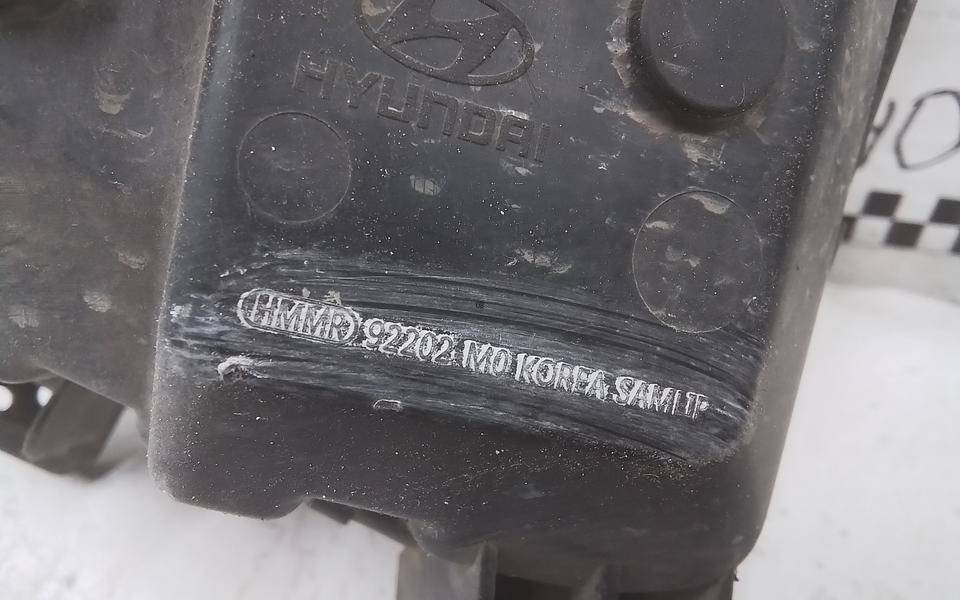 HYUNDAI
HMMR 92202 M0 KOREA SAMLIP